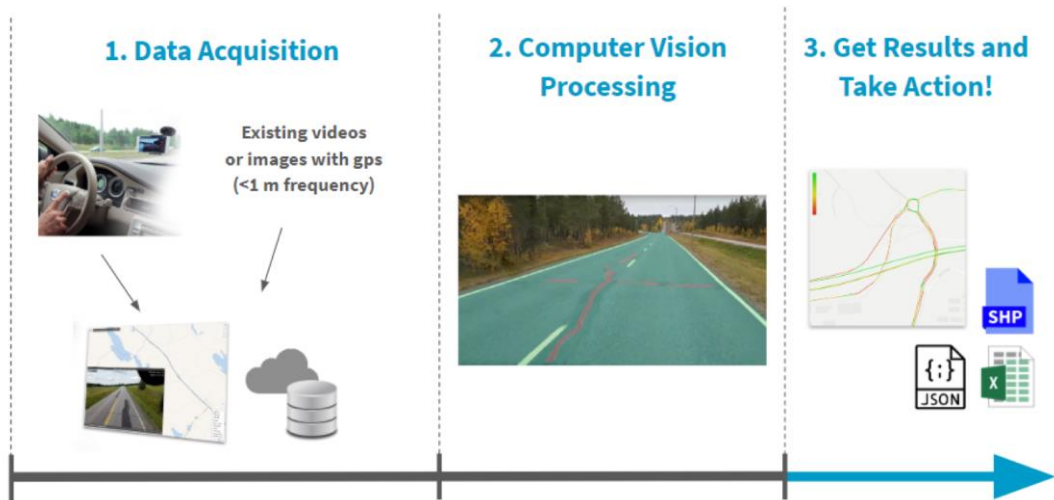 1. Data Acquisition
Existing videos
or images with gps
(<1 m frequency)
2. Computer Vision
Processing
3. Get Results and
Take Action!
SHP
{;}
JSON
X